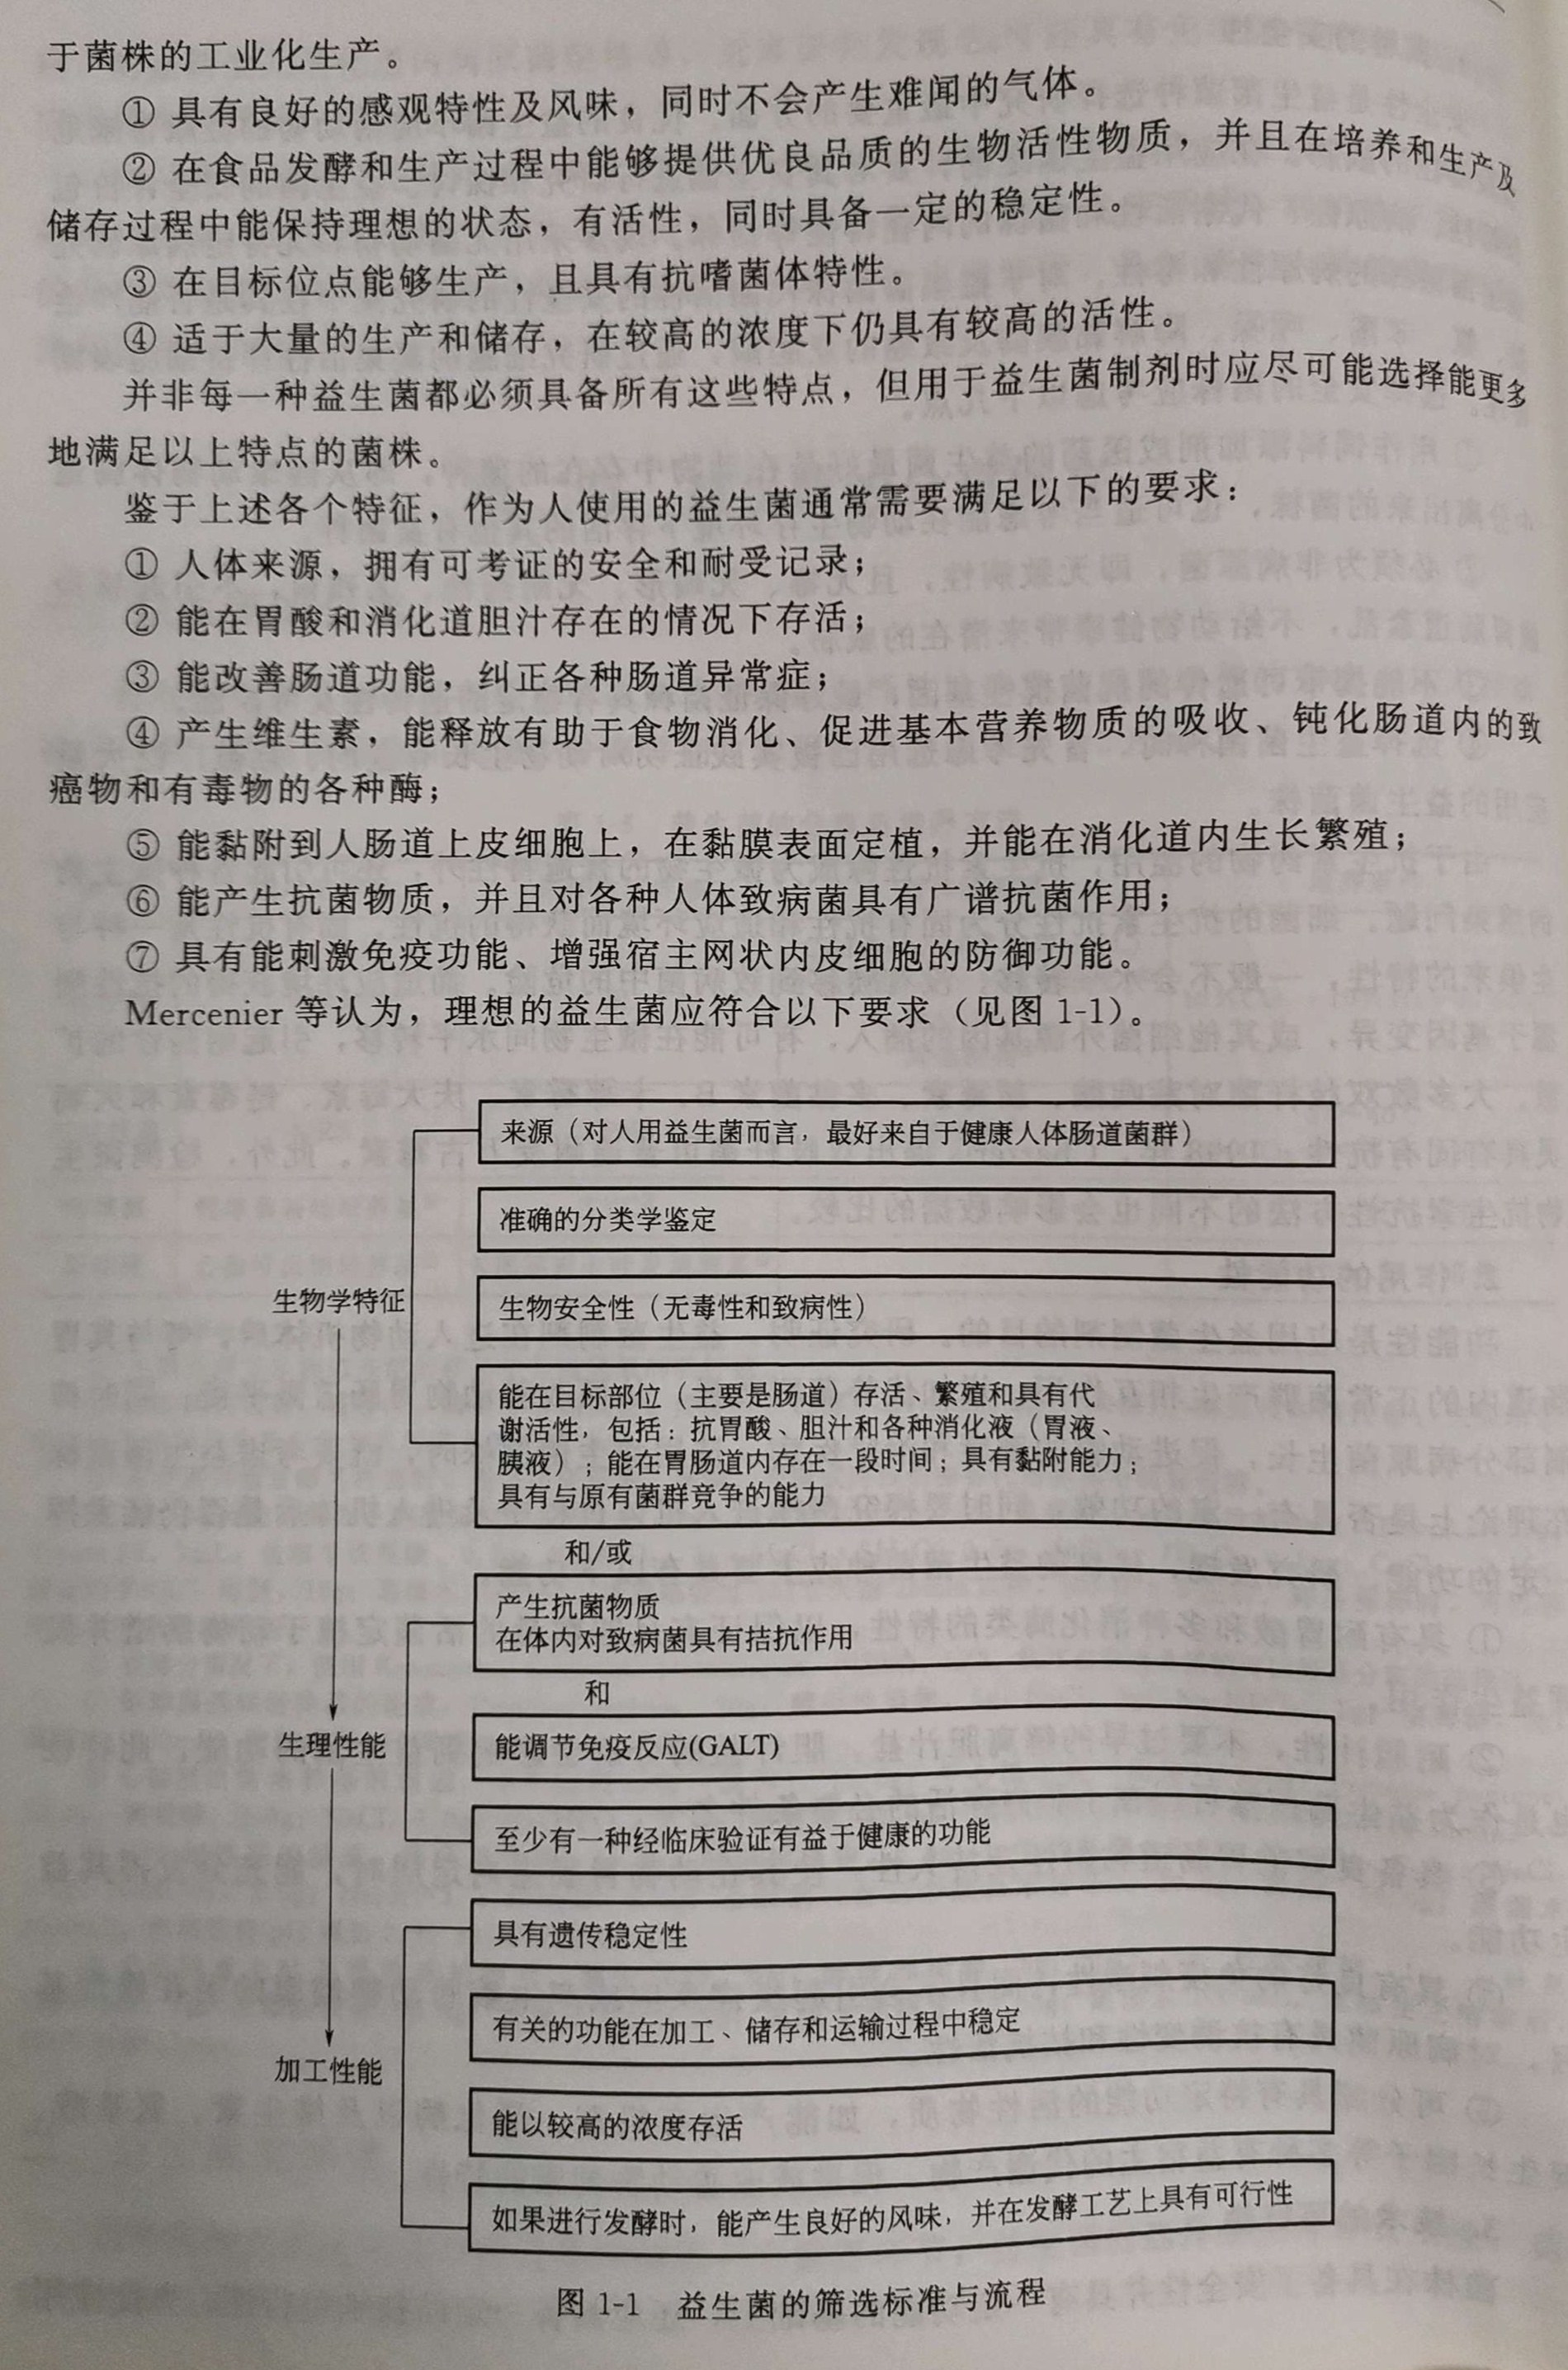 于菌株的工业化生产。
① 具有良好的感观特性及风味，同时不会产生难闻的气体。
② 在食品发酵和生产过程中能够提供优良品质的生物活性物质，并且在培养和生产及
储存过程中能保持理想的状态，有活性，同时具备一定的稳定性。
③ 在目标位点能够生产，且具有抗嗜菌体特性。
④ 适于大量的生产和储存，在较高的浓度下仍具有较高的活性。
并非每一种益生菌都必须具备所有这些特点，但用于益生菌制剂时应尽可能选择能更多
地满足以上特点的菌株。
鉴于上述各个特征，作为人使用的益生菌通常需要满足以下的要求：
① 人体来源，拥有可考证的安全和耐受记录；
② 能在胃酸和消化道胆汁存在的情况下存活；
③ 能改善肠道功能，纠正各种肠道异常症；
④ 产生维生素，能释放有助于食物消化、促进基本营养物质的吸收、钝化肠道内的致
癌物和有毒物的各种酶；
⑤ 能黏附到人肠道上皮细胞上，在黏膜表面定植，并能在消化道内生长繁殖；
⑥ 能产生抗菌物质，并且对各种人体致病菌具有广谱抗菌作用；
⑦ 具有能刺激免疫功能、增强宿主网状内皮细胞的防御功能。
Mercenier 等认为，理想的益生菌应符合以下要求（见图 1-1）。
来源（对人用益生菌而言，最好来自于健康人体肠道菌群）
准确的分类学鉴定
生物学特征
生物安全性（无毒性和致病性）
能在目标部位（主要是肠道）存活、繁殖和具有代
谢活性，包括：抗胃酸、胆汁和各种消化液（胃液、
胰液）；能在胃肠道内存在一段时间；具有黏附能力；
具有与原有菌群竞争的能力
和/或
产生抗菌物质
在体内对致病菌具有拮抗作用
和
生理性能
能调节免疫反应(GALT)
至少有一种经临床验证有益于健康的功能
具有遗传稳定性
有关的功能在加工、储存和运输过程中稳定
加工性能
能以较高的浓度存活
如果进行发酵时，能产生良好的风味，并在发酵工艺上具有可行性
图 1-1 益生菌的筛选标准与流程